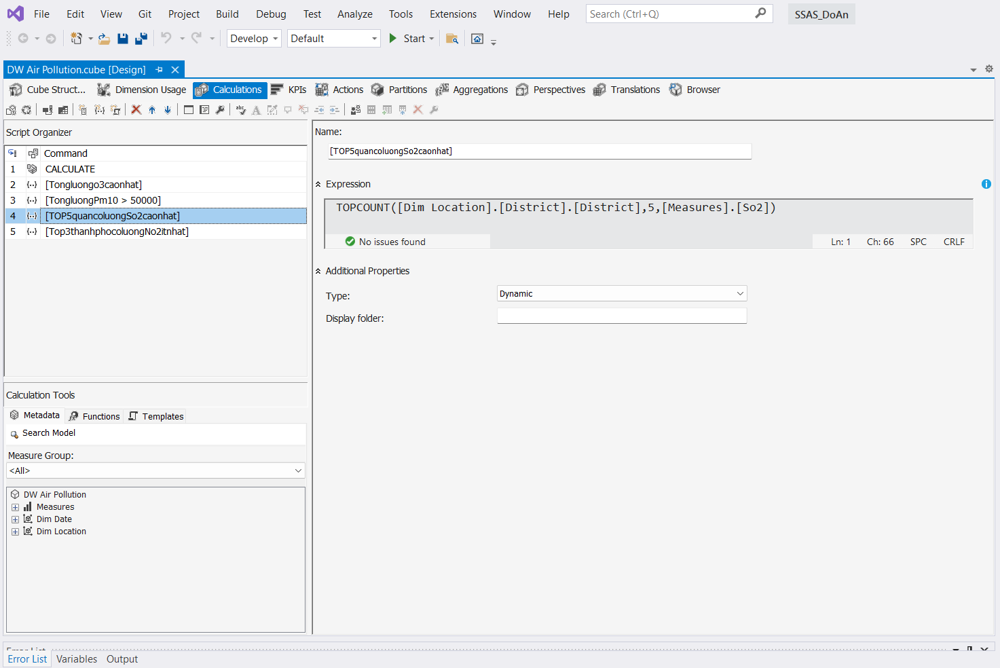 File Edit View Git Project Build Debug Test Analyze Tools Extensions Window Help Search (Ctrl+Q) SSAS_DoAn
Develop Default Start
DW Air Pollution.cube [Design]
Cube Struct... Dimension Usage Calculations KPIs Actions Partitions Aggregations Perspectives Translations Browser
Script Organizer
Command
1 CALCULATE
2 [Tongluongo3caonhat]
3 [TongluongPm10 > 50000]
4 [TOP5quancoluongSo2caonhat]
5 [Top3thanhphocoluongNo2itnhat]
Calculation Tools
Metadata Functions Templates
Search Model
Measure Group:
<All>
DW Air Pollution
Measures
Dim Date
Dim Location
Name:
[TOP5quancoluongSo2caonhat]
Expression
TOPCOUNT([Dim Location].[District].[District],5,[Measures].[So2])
No issues found Ln: 1 Ch: 66 SPC CRLF
Additional Properties
Type: Dynamic
Display folder:
Error List
Error List Variables Output